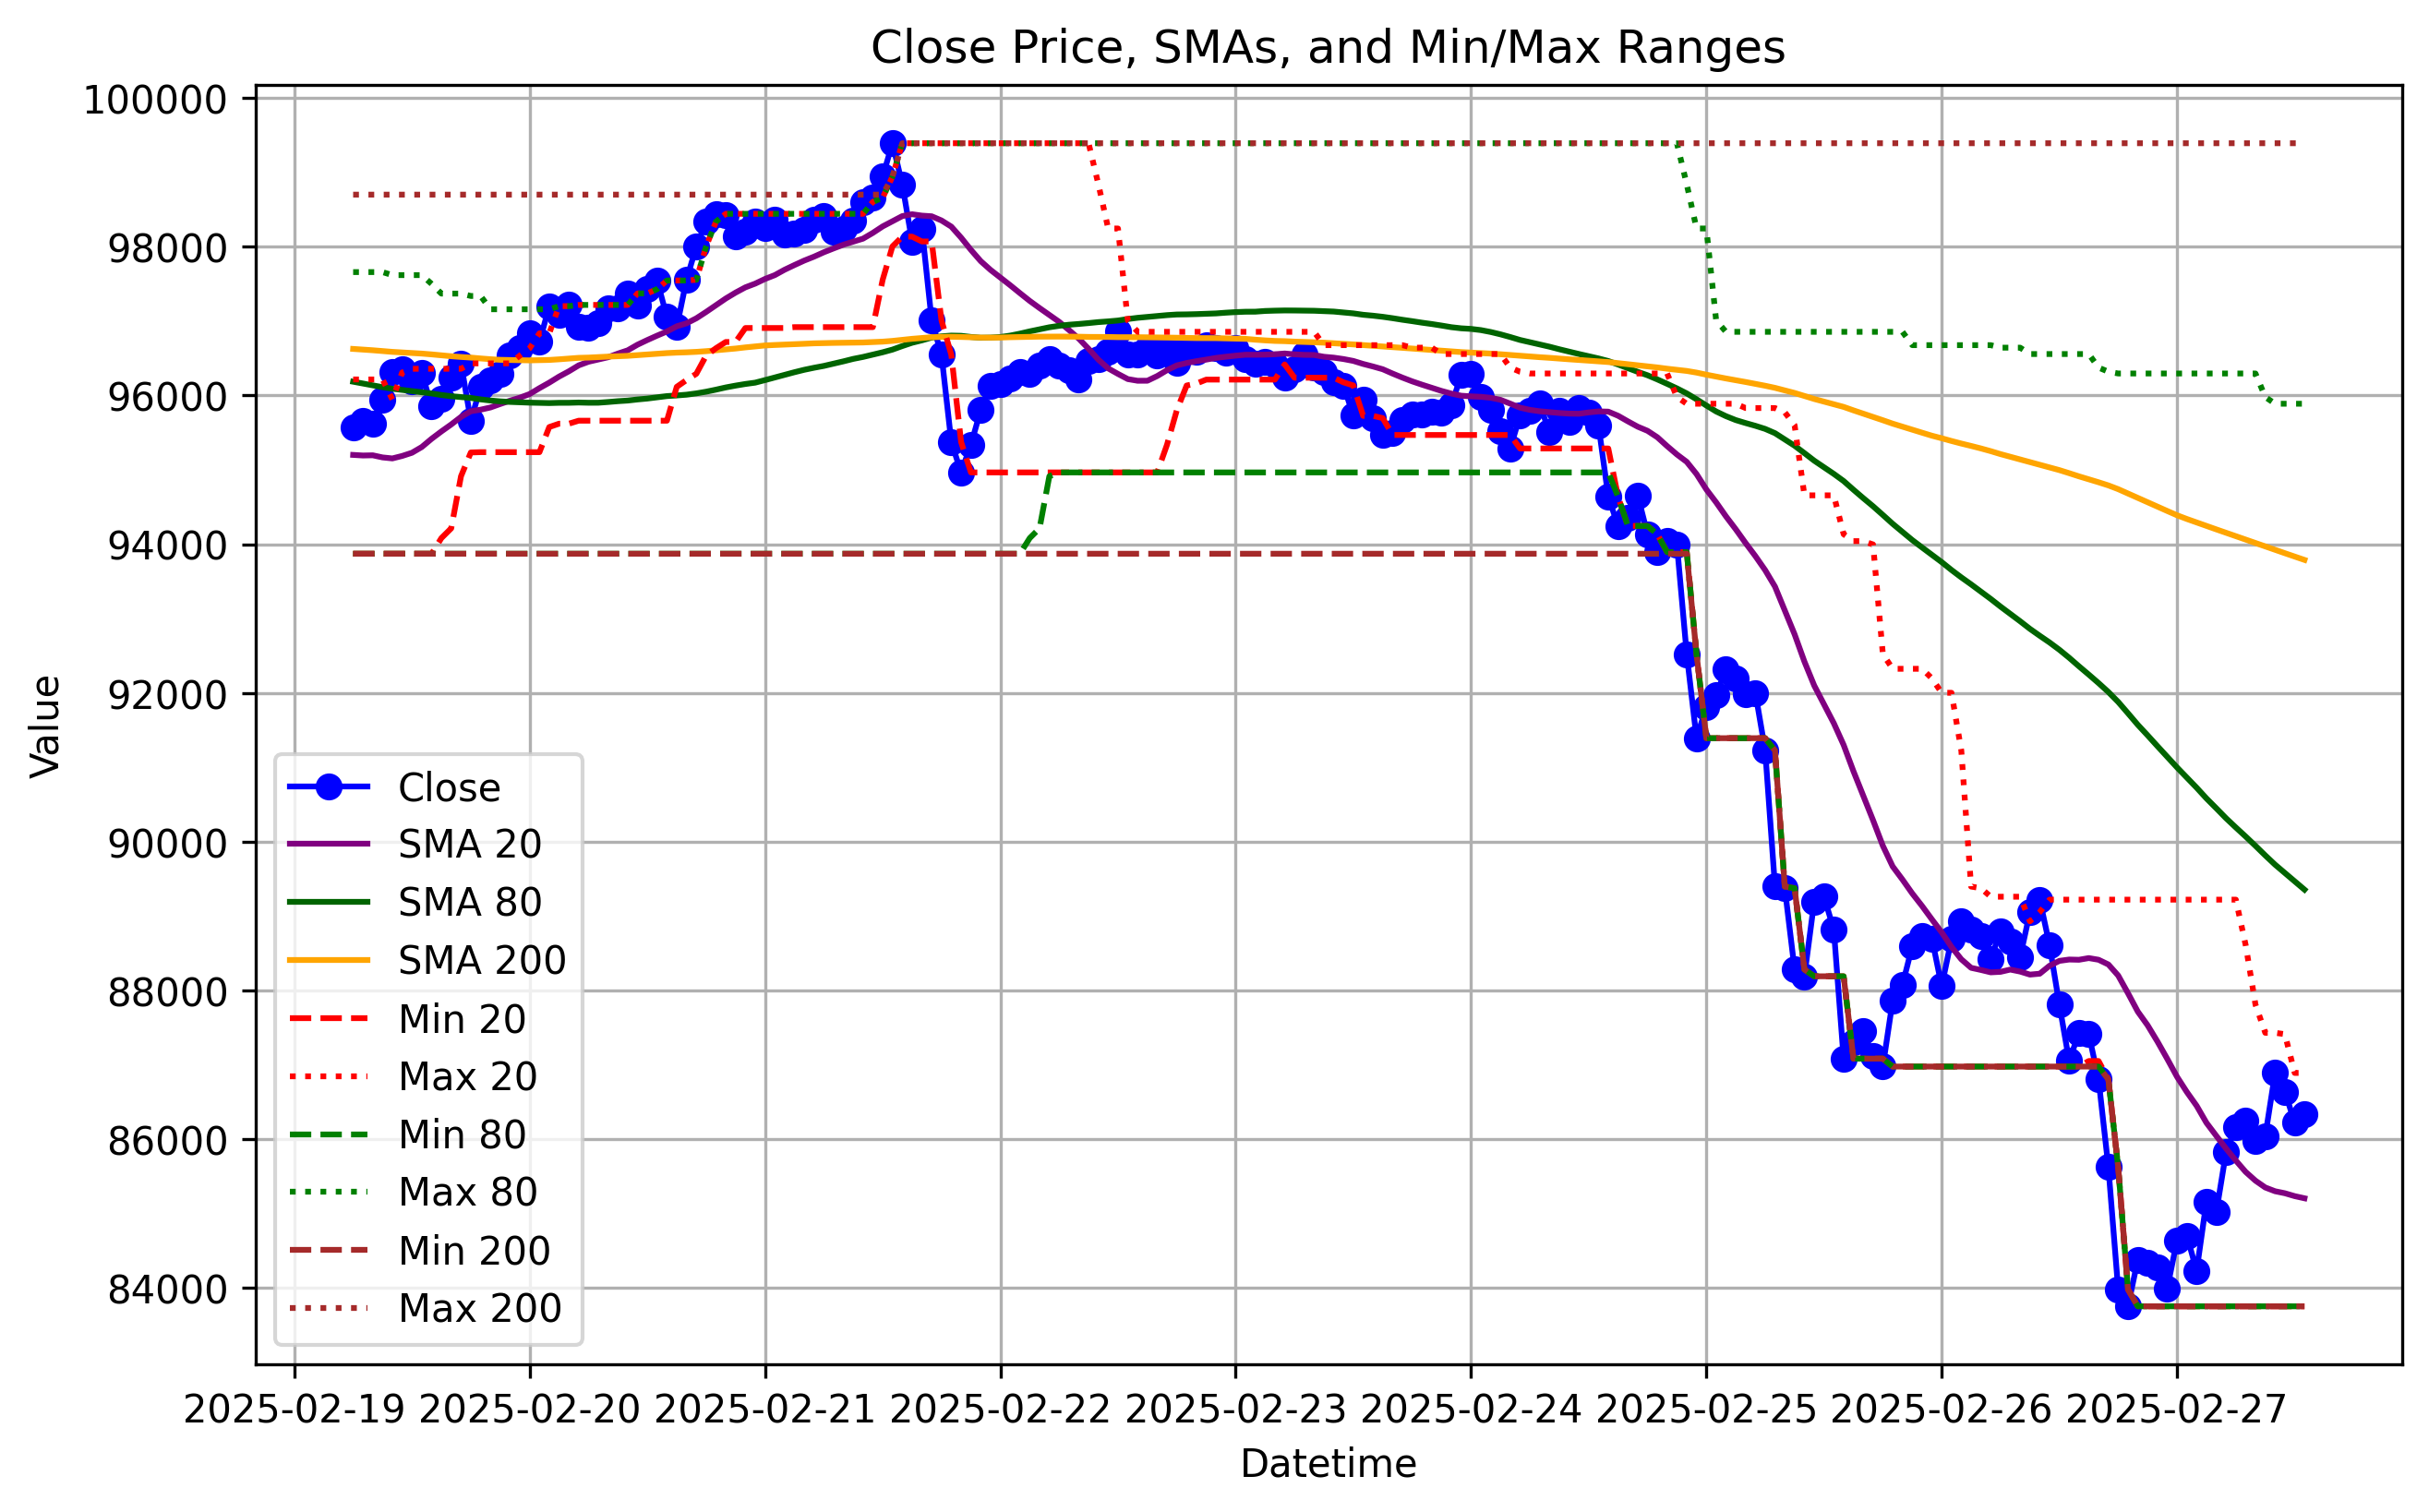 Close Price, SMAs, and Min/Max Ranges
100000
98000
96000
94000
92000
90000
88000
86000
84000
Value
Close
SMA 20
SMA 80
SMA 200
Min 20
Max 20
Min 80
Max 80
Min 200
Max 200
2025-02-19 2025-02-20 2025-02-21 2025-02-22 2025-02-23 2025-02-24 2025-02-25 2025-02-26 2025-02-27
Datetime